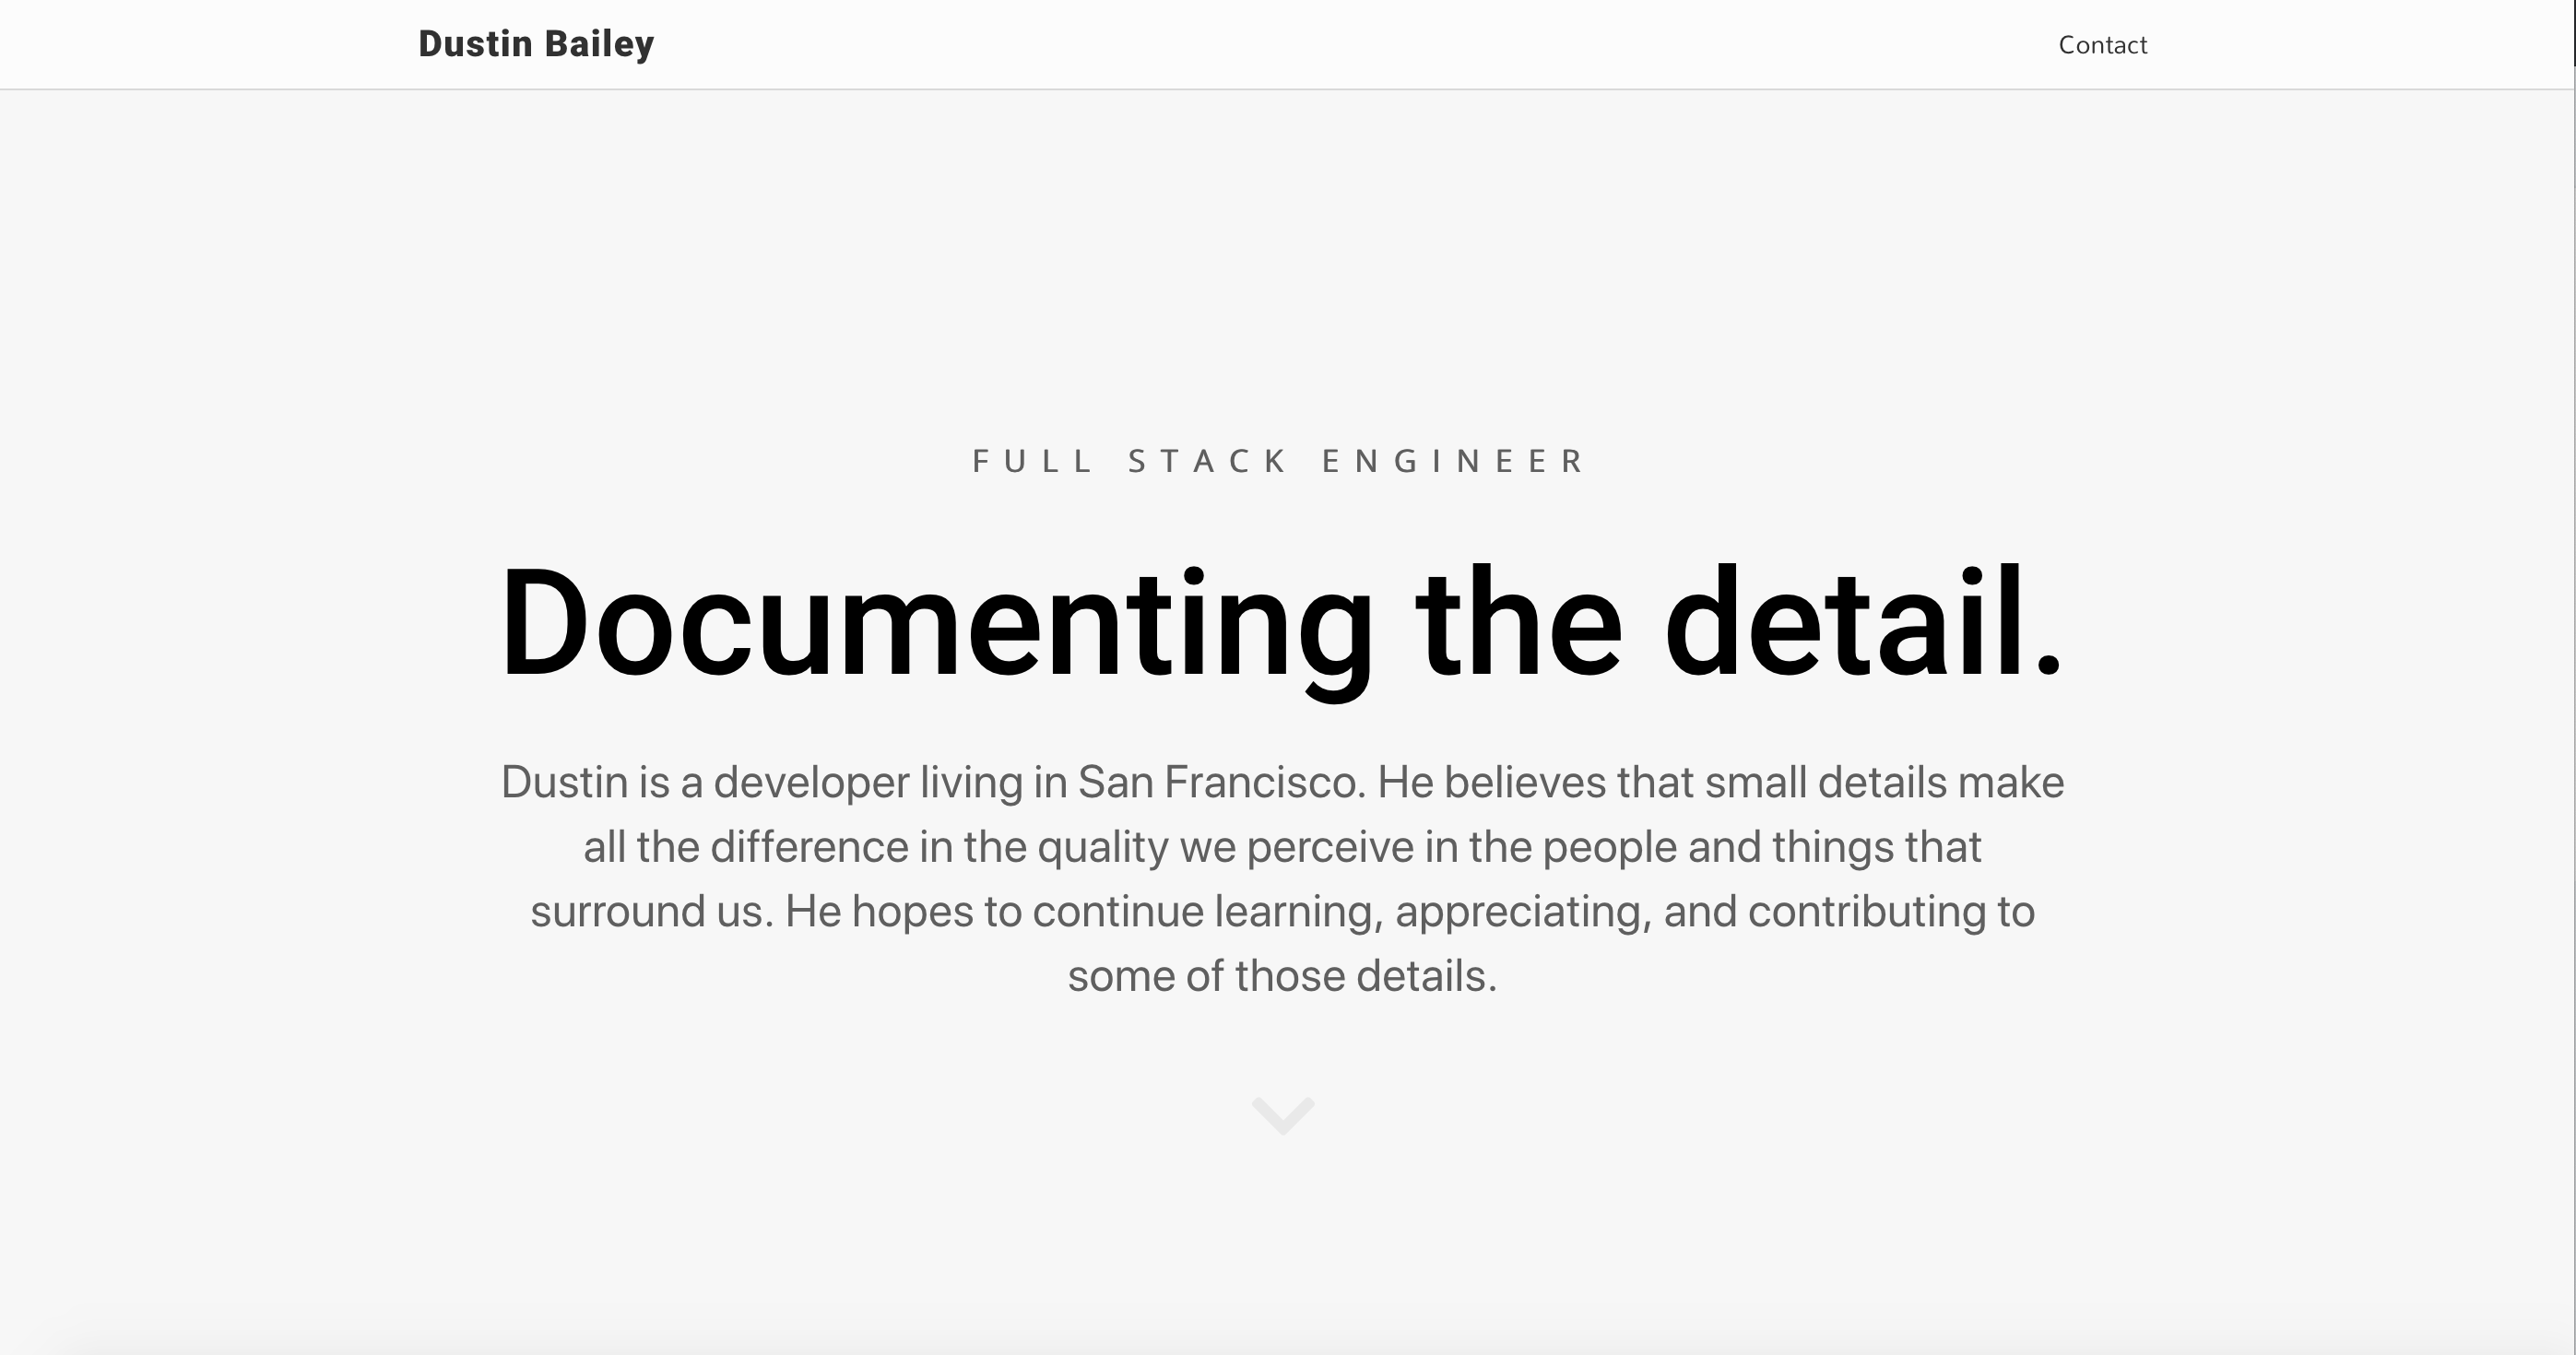 Dustin Bailey
Contact
FULL STACK ENGINEER
Documenting the detail.
Dustin is a developer living in San Francisco. He believes that small details make
all the difference in the quality we perceive in the people and things that
surround us. He hopes to continue learning, appreciating, and contributing to
some of those details.